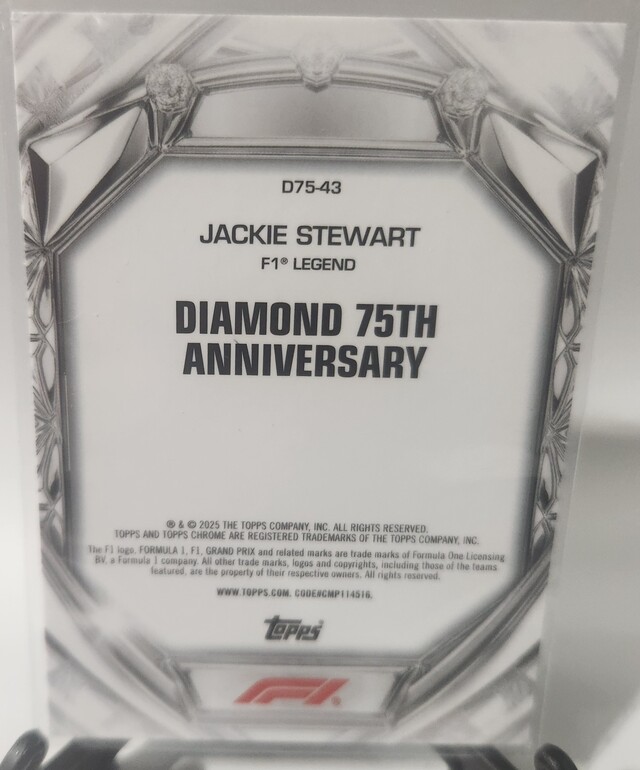 D75-43
JACKIE STEWART
F1® LEGEND
DIAMOND 75TH
ANNIVERSARY
® & © 2025 THE TOPPS COMPANY, INC. ALL RIGHTS RESERVED.
TOPPS AND TOPPS CHROME ARE REGISTERED TRADEMARKS OF THE TOPPS COMPANY, INC.
The F1 logo, FORMULA 1, F1, GRAND PRIX and related marks are trade marks of Formula One Licensing
BV, a Formula 1 company. All other trade marks, logos and copyrights, including those of the teams
featured, are the property of their respective owners. All rights reserved.
WWW.TOPPS.COM. CODE#CMP114516.
topps
F1